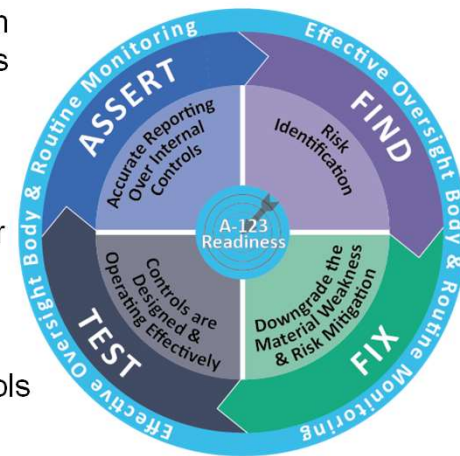 Effective Oversight Body & Routine Monitoring
Effective Oversight Body & Routine Monitoring
ASSERT
Accurate Reporting
Over Internal
Controls
FIND
Risk
Identification
A-123
Readiness
TEST
Controls are
Designed &
Operating Effectively
FIX
Downgrade the
Material Weakness
& Risk Mitigation